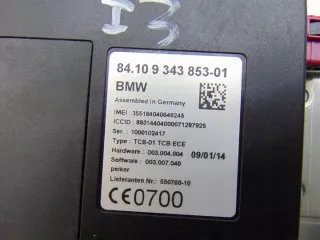 I3
84.10 9 343 853-01
BMW
Assembled in Germany
IMEI : 355184040646245
ICCID : 89314404000071287925
Ser. : 1000102417
Type : TCB-01 TCB ECE
Hardware : 003.004.004 09/01/14
Software : 003.007.049
peiker
Lieferanten Nr.: 550760-10
CE0700